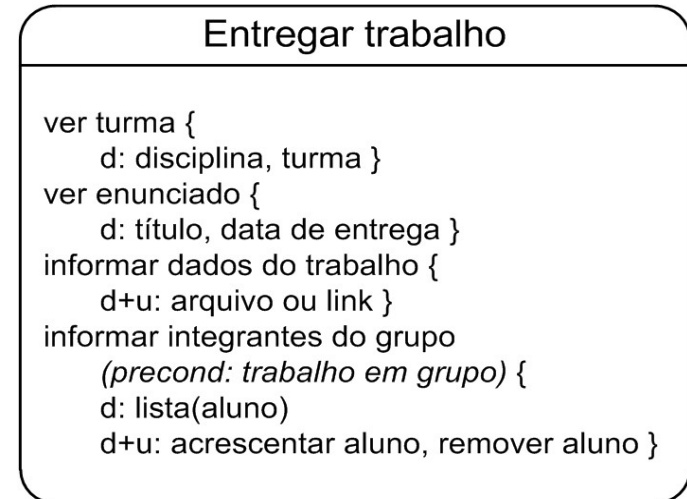 Entregar trabalho
ver turma {
d: disciplina, turma }
ver enunciado {
d: título, data de entrega }
informar dados do trabalho {
d+u: arquivo ou link }
informar integrantes do grupo
(precond: trabalho em grupo) {
d: lista(aluno)
d+u: acrescentar aluno, remover aluno }